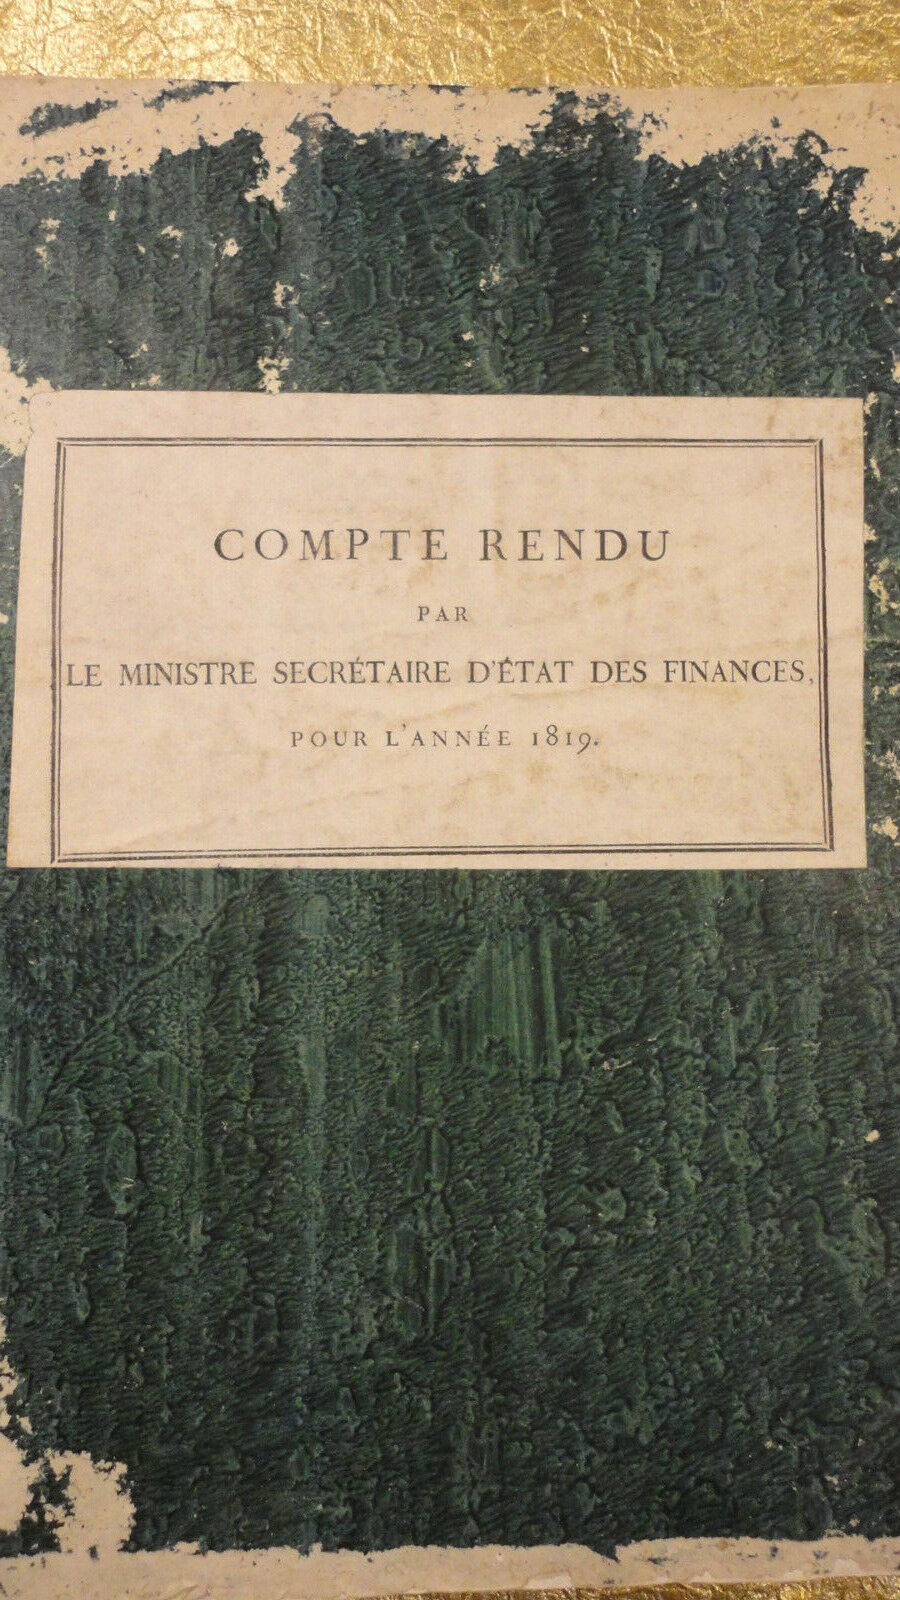 COMPTE RENDU
PAR
LE MINISTRE SECRÉTAIRE D'ÉTAT DES FINANCES,
POUR L'ANNÉE 1819.